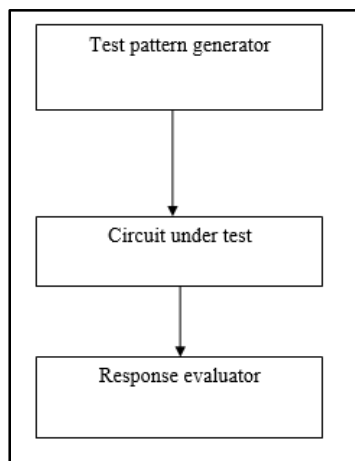 Test pattern generator
Circuit under test
Response evaluator